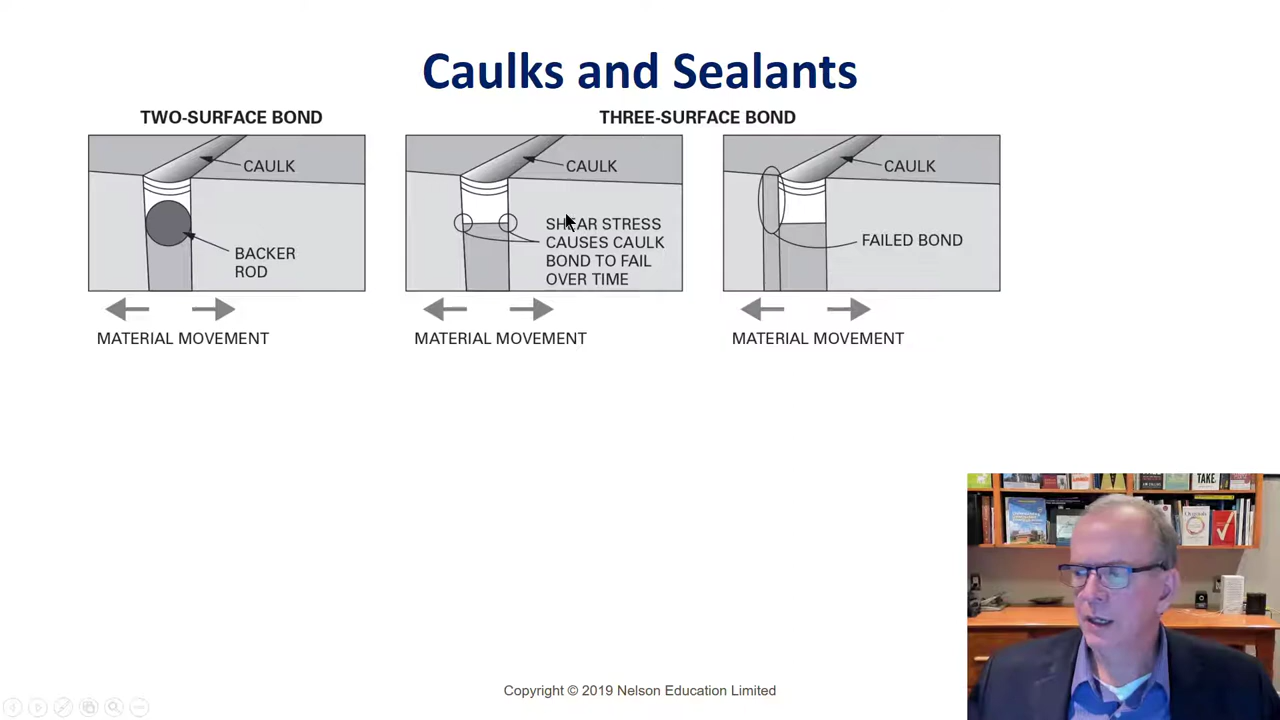 Caulks and Sealants
TWO-SURFACE BOND
THREE-SURFACE BOND
CAULK
BACKER
ROD
MATERIAL MOVEMENT
CAULK
SHEAR STRESS
CAUSES CAULK
BOND TO FAIL
OVER TIME
MATERIAL MOVEMENT
CAULK
FAILED BOND
MATERIAL MOVEMENT
TAKE.
Copyright © 2019 Nelson Education Limited